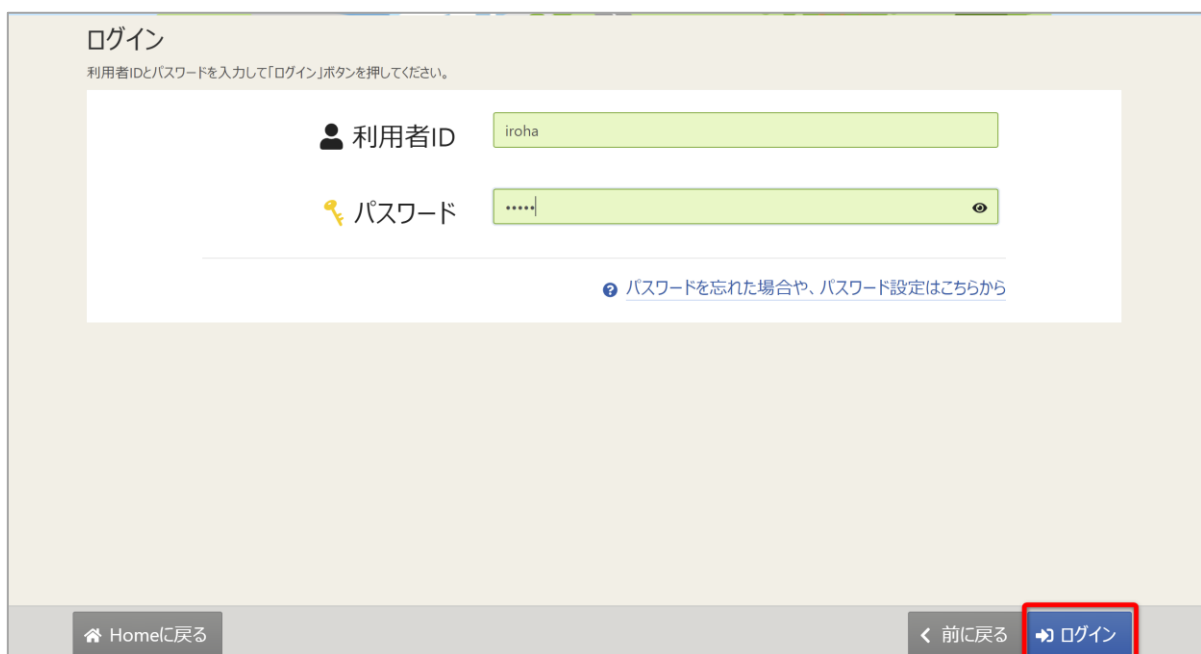 ログイン
利用者IDとパスワードを入力して「ログイン」ボタンを押してください。
利用者ID
iroha
パスワード
•••••
パスワードを忘れた場合や、パスワード設定はこちらから
Homeに戻る
前に戻る
ログイン